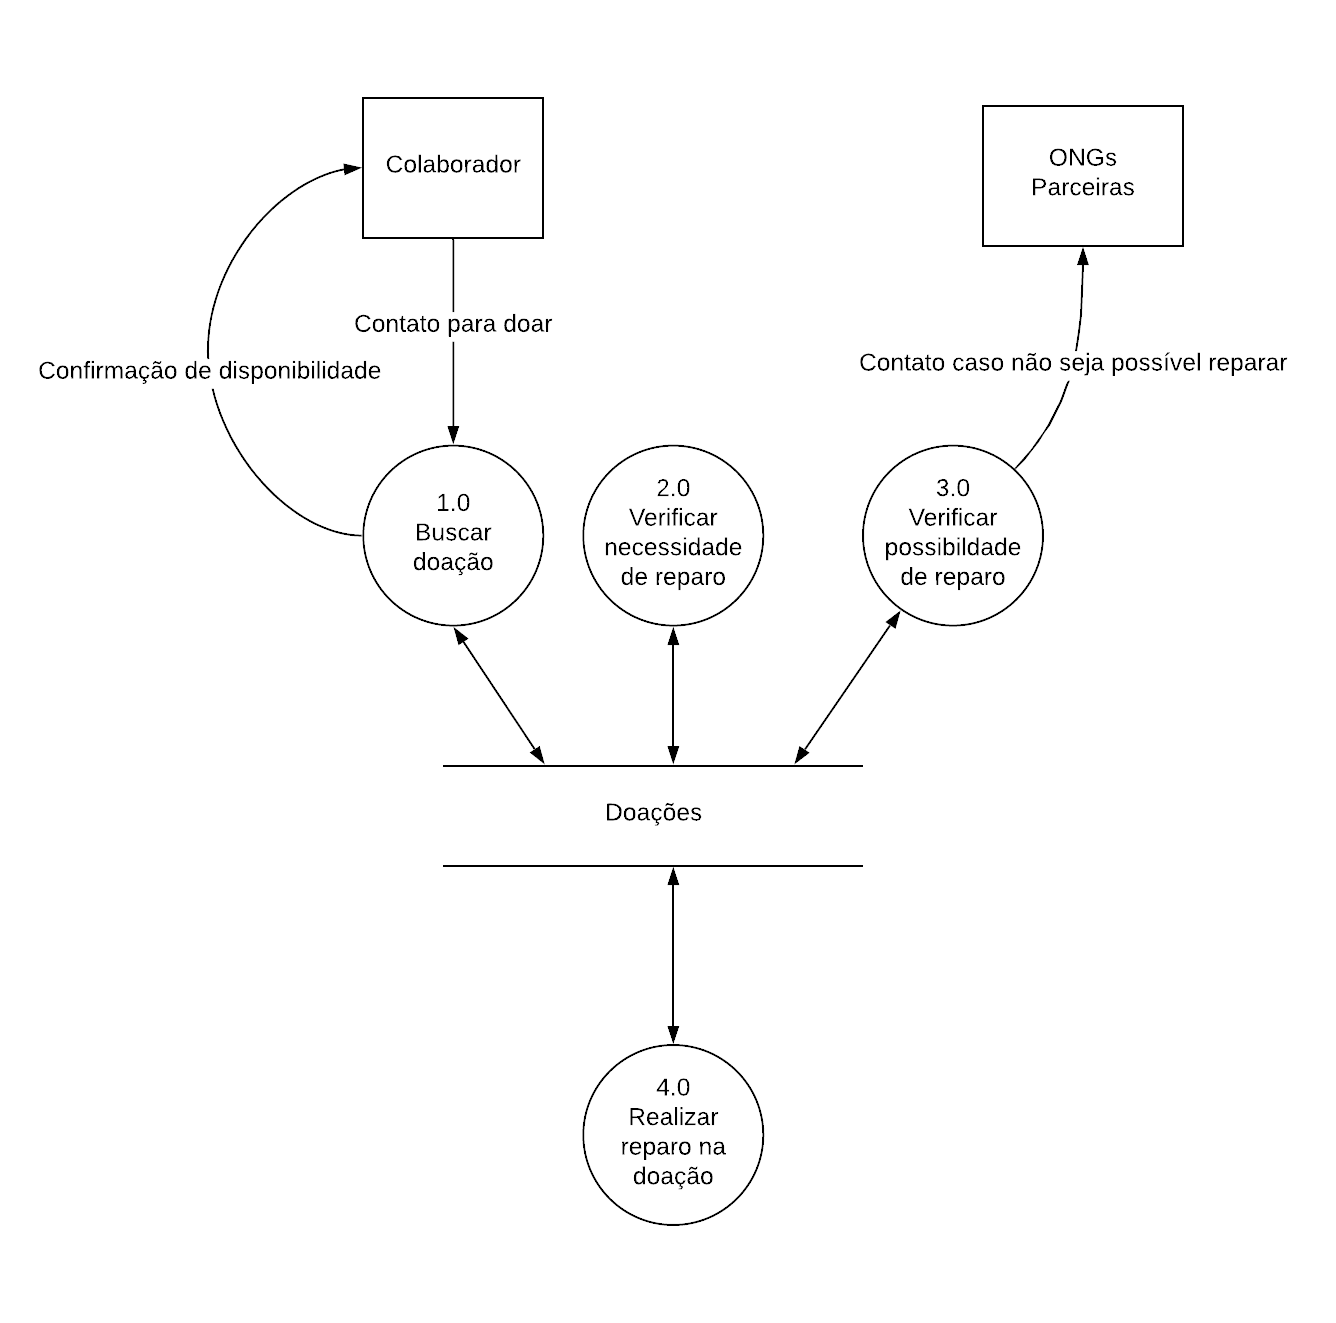 Colaborador
ONGs
Parceiras
Contato para doar
Confirmação de disponibilidade
Contato caso não seja possível reparar
1.0
Buscar
doação
2.0
Verificar
necessidade
de reparo
3.0
Verificar
possibildade
de reparo
Doações
4.0
Realizar
reparo na
doação